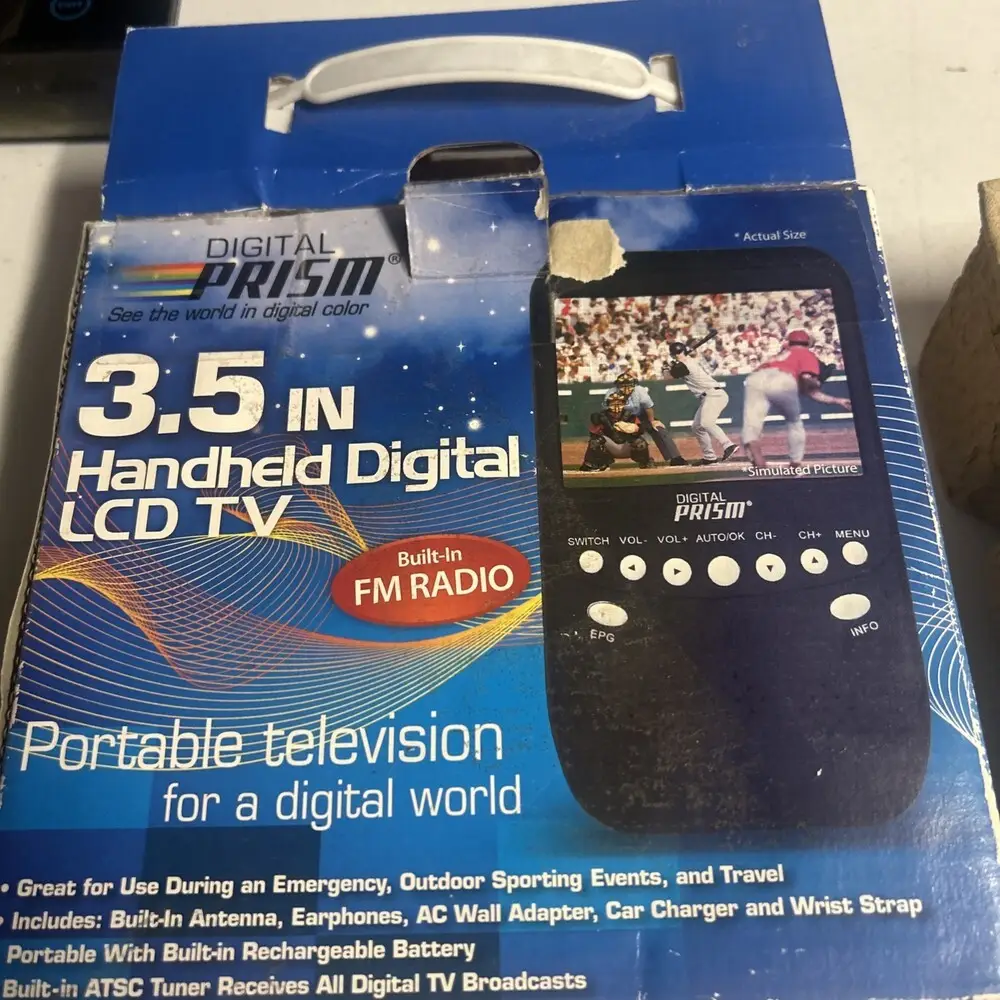 DIGITAL
PRISM®
See the world in digital color
3.5 IN
Handheld Digital
LCD TV
Built-In
FM RADIO
* Actual Size
*Simulated Picture
DIGITAL
PRISM®
SWITCH VOL- VOL+ AUTO/OK CH- CH+ MENU
EPG
INFO
Portable television
for a digital world
• Great for Use During an Emergency, Outdoor Sporting Events, and Travel
• Includes: Built-In Antenna, Earphones, AC Wall Adapter, Car Charger and Wrist Strap
Portable With Built-in Rechargeable Battery
Built-in ATSC Tuner Receives All Digital TV Broadcasts